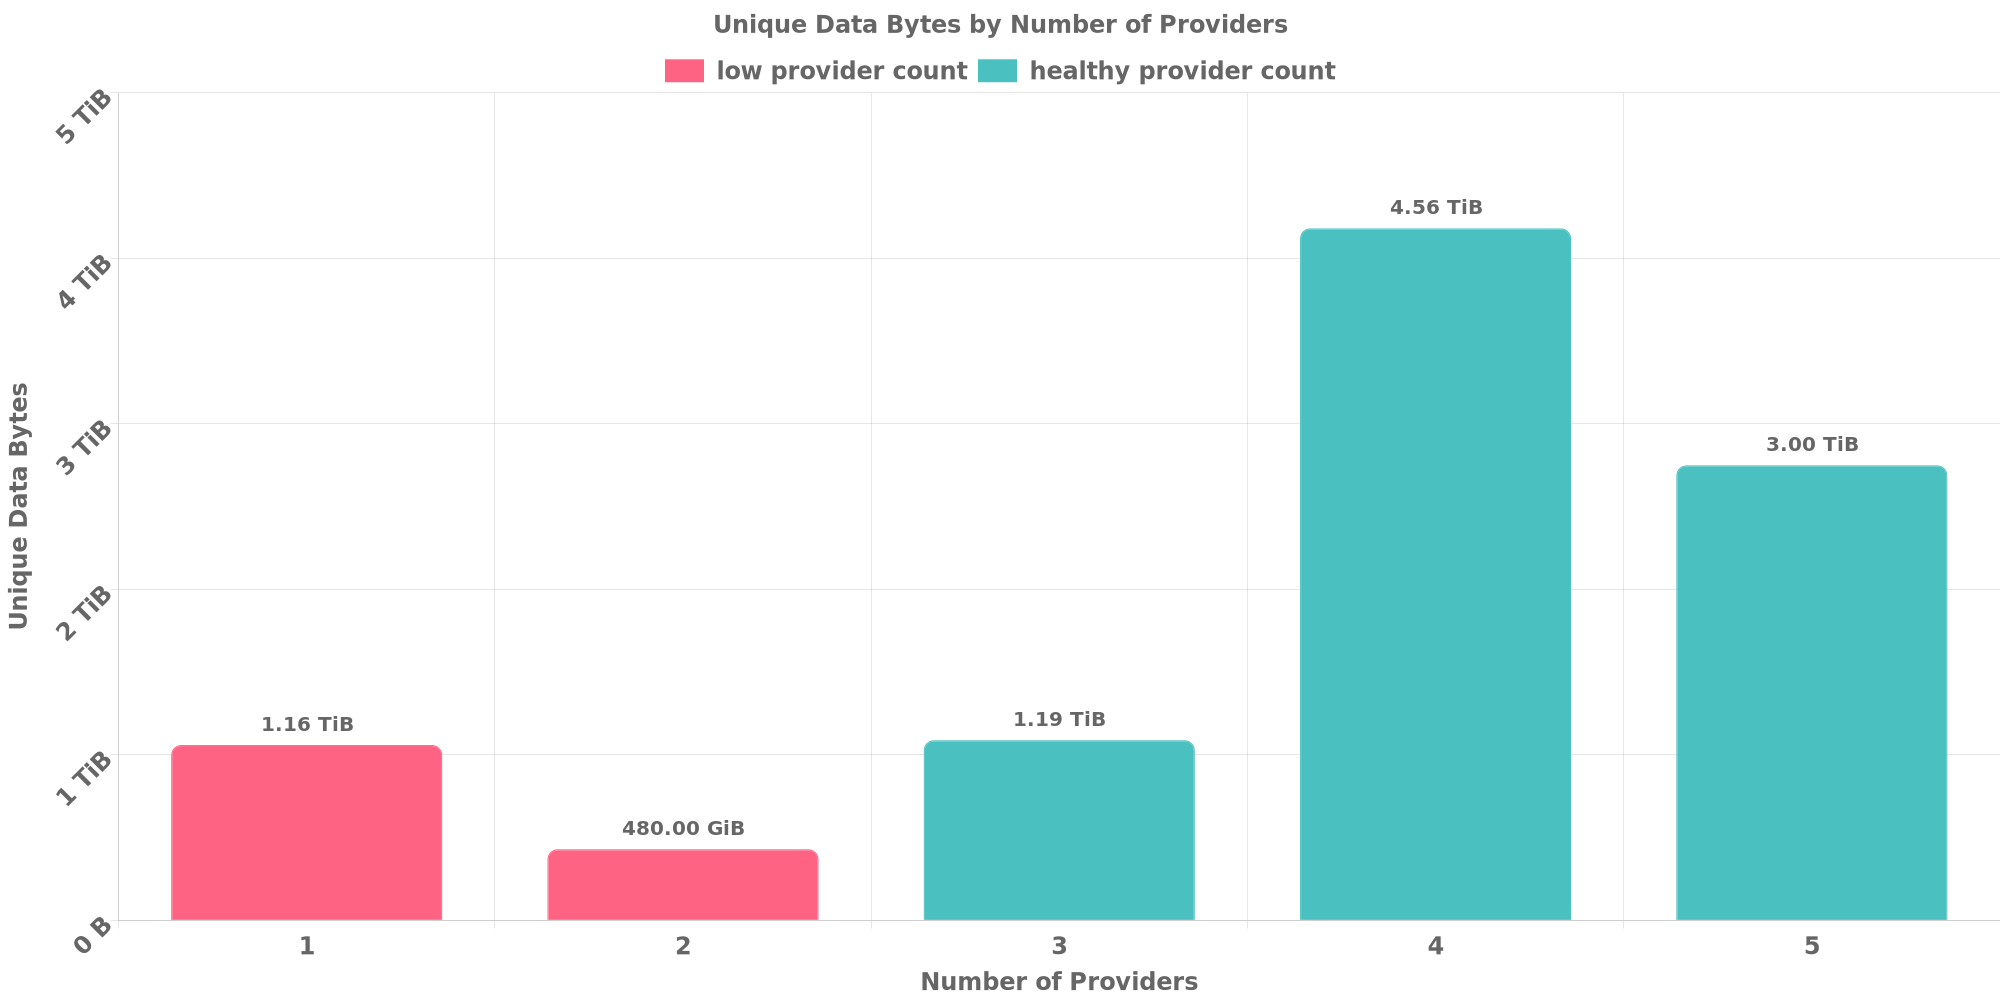 Unique Data Bytes by Number of Providers
low provider count healthy provider count
5 TiB
4 TiB
3 TiB
2 TiB
1 TiB
0 B
Unique Data Bytes
1.16 TiB
480.00 GiB
1.19 TiB
4.56 TiB
3.00 TiB
1 2 3 4 5
Number of Providers